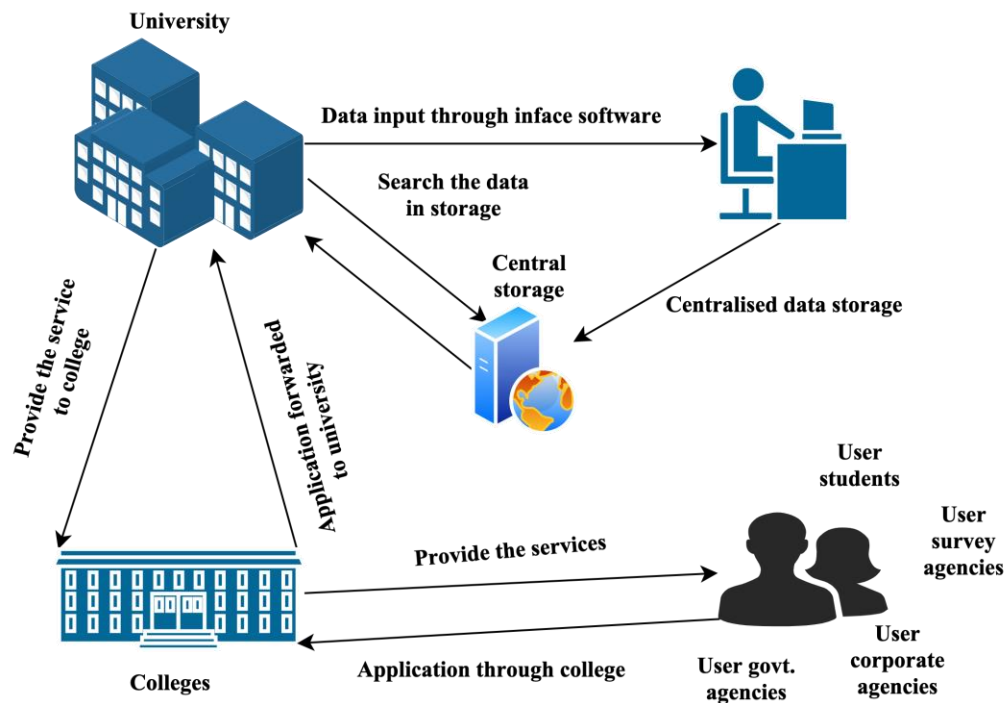 University
Data input through inface software
Search the data
in storage
Central
storage
Centralised data storage
Provide the service
to college
Application forwarded
to university
User
students
User
survey
agencies
Provide the services
Application through college
User
corporate
agencies
User govt.
agencies
Colleges